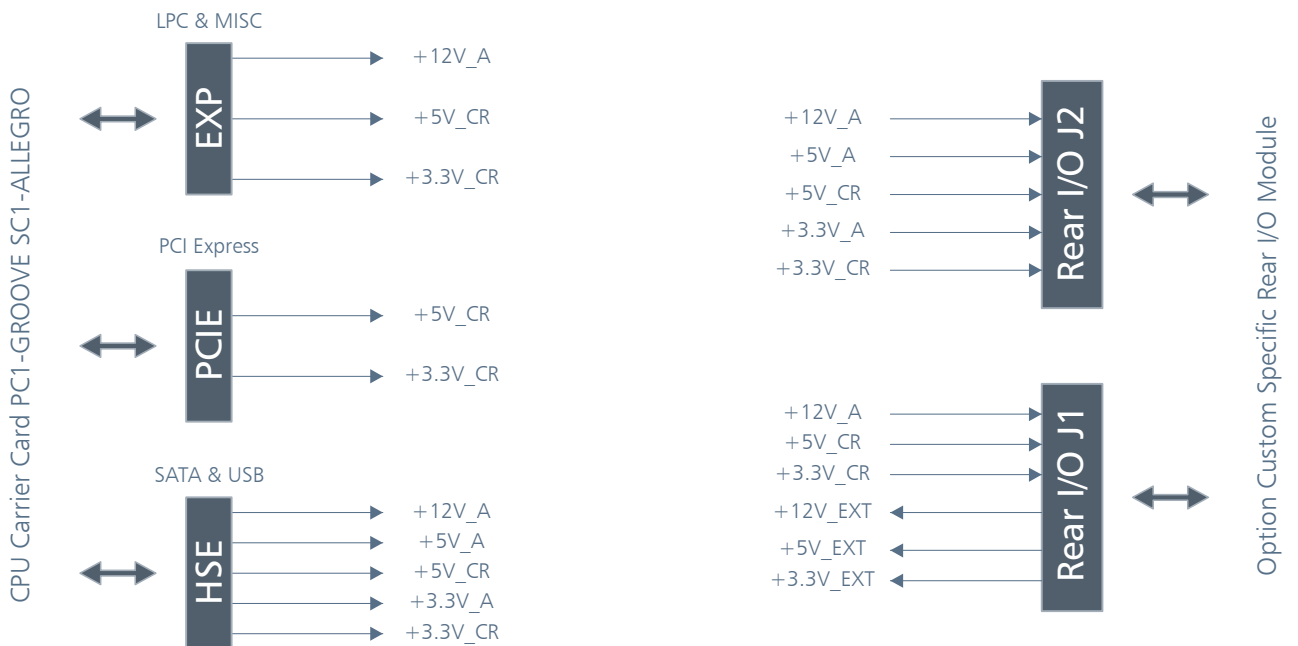 CPU Carrier Card PC1-GROOVE SC1-ALLEGRO
LPC & MISC
EXP
+12V_A
+5V_CR
+3.3V_CR
PCI Express
PCIE
+5V_CR
+3.3V_CR
SATA & USB
HSE
+12V_A
+5V_A
+5V_CR
+3.3V_A
+3.3V_CR
+12V_A
+5V_A
+5V_CR
+3.3V_A
+3.3V_CR
Rear I/O J2
+12V_A
+5V_CR
+3.3V_CR
+12V_EXT
+5V_EXT
+3.3V_EXT
Rear I/O J1
Option Custom Specific Rear I/O Module